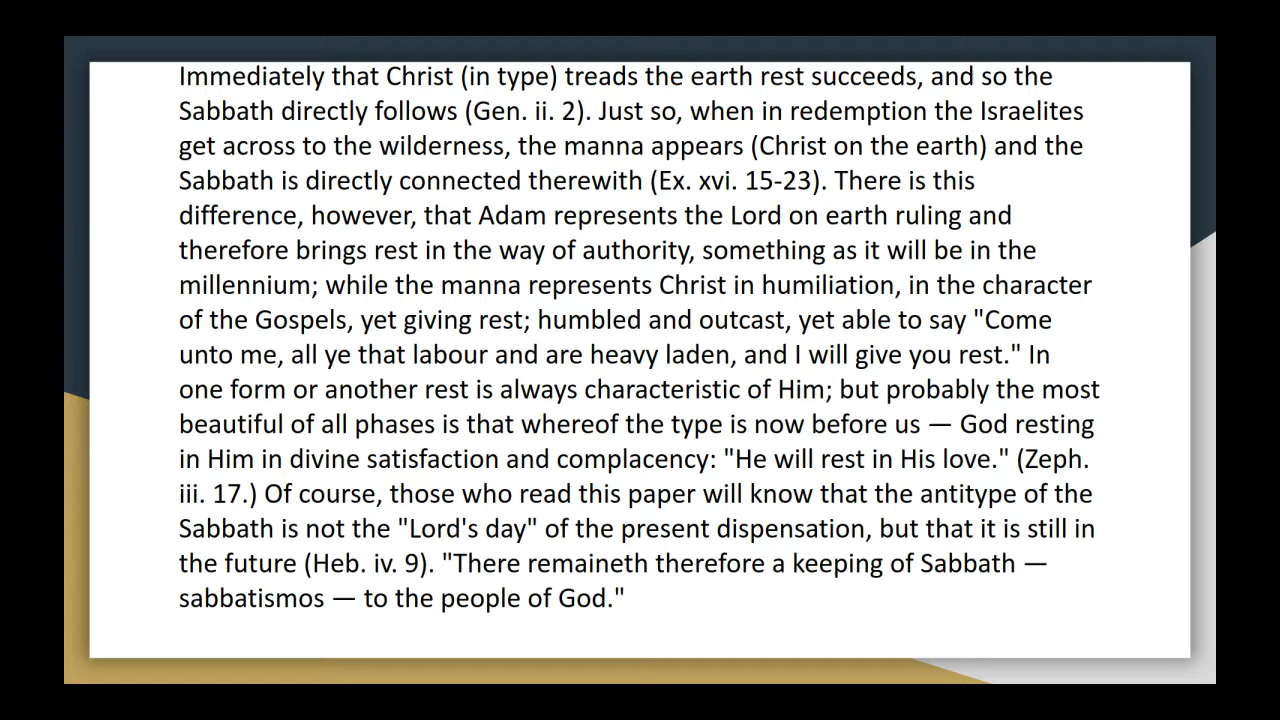 Immediately that Christ (in type) treads the earth rest succeeds, and so the
Sabbath directly follows (Gen. ii. 2). Just so, when in redemption the Israelites
get across to the wilderness, the manna appears (Christ on the earth) and the
Sabbath is directly connected therewith (Ex. xvi. 15-23). There is this
difference, however, that Adam represents the Lord on earth ruling and
therefore brings rest in the way of authority, something as it will be in the
millennium; while the manna represents Christ in humiliation, in the character
of the Gospels, yet giving rest; humbled and outcast, yet able to say "Come
unto me, all ye that labour and are heavy laden, and I will give you rest." In
one form or another rest is always characteristic of Him; but probably the most
beautiful of all phases is that whereof the type is now before us — God resting
in Him in divine satisfaction and complacency: "He will rest in His love." (Zeph.
iii. 17.) Of course, those who read this paper will know that the antitype of the
Sabbath is not the "Lord's day" of the present dispensation, but that it is still in
the future (Heb. iv. 9). "There remaineth therefore a keeping of Sabbath —
sabbatismos — to the people of God."